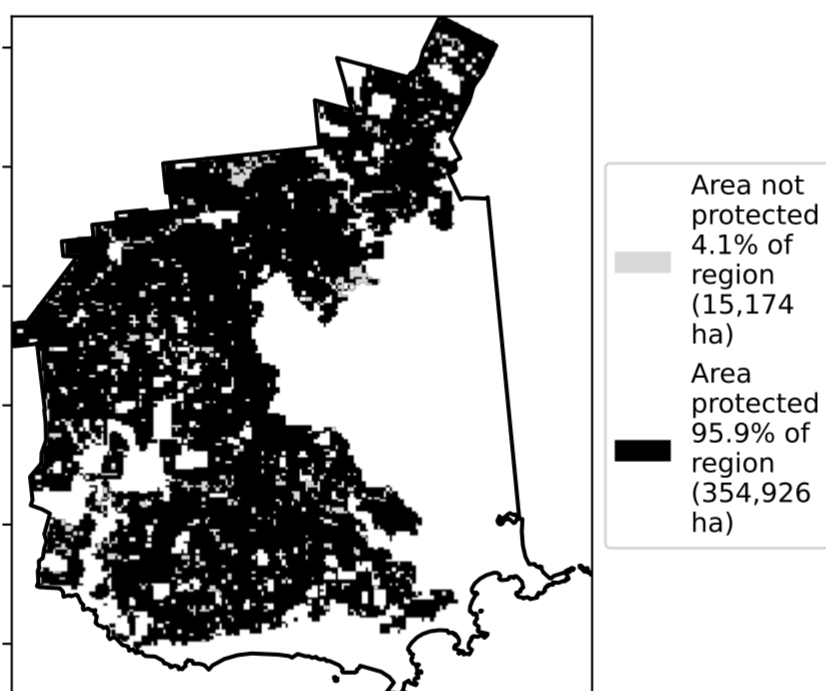 Area not
protected
4.1% of
region
(15,174
ha)
Area
protected
95.9% of
region
(354,926
ha)